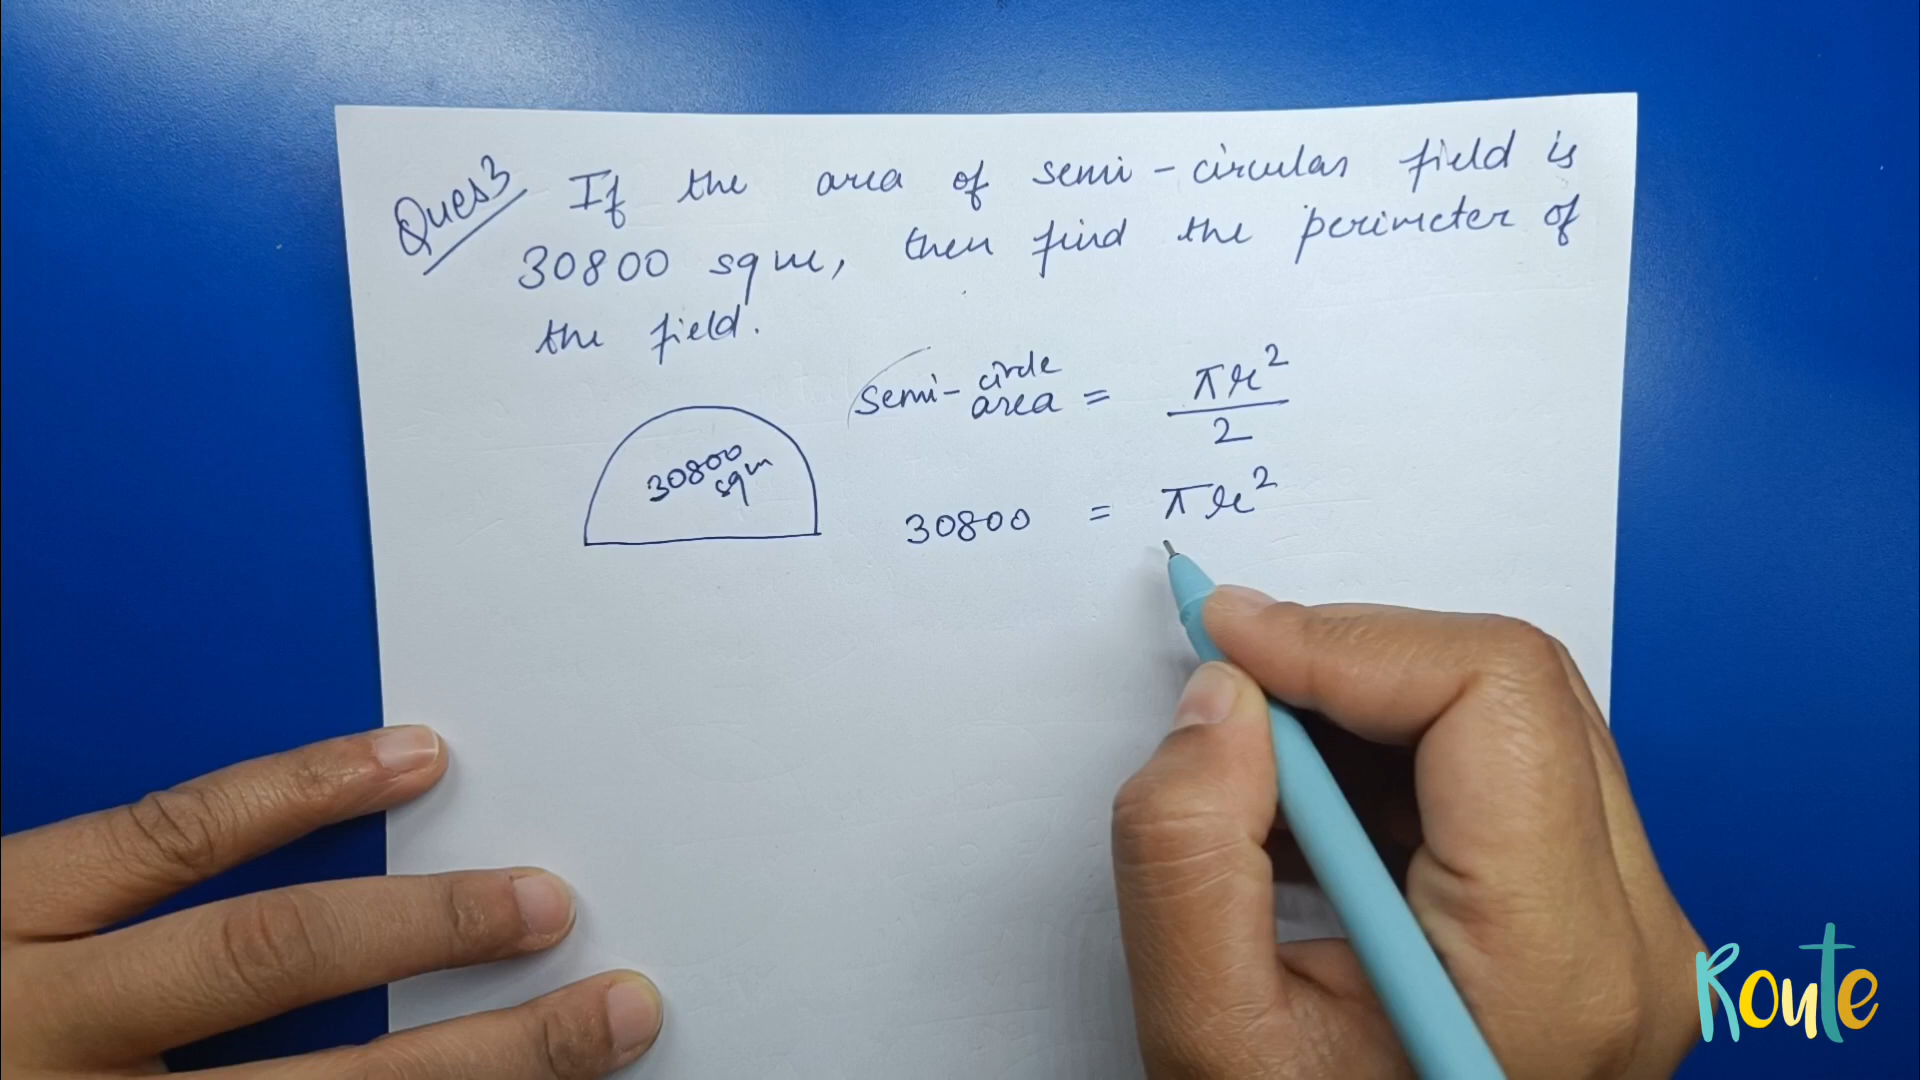 Ques3 If the area of semi-circular field is
30800 sqm, then find the perimeter of
the field.
semi-circle area = πr²/2
30800 sqm
30800 = πr²
Route